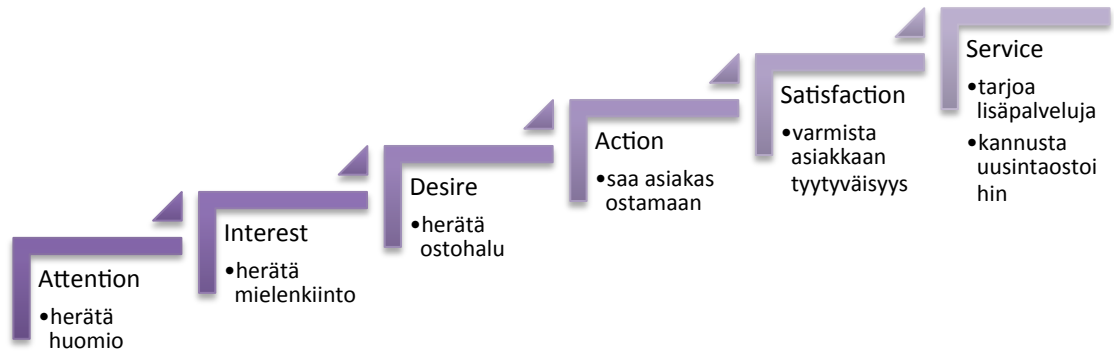 Attention
•herätä
huomio
Interest
•herätä
mielenkiinto
Desire
•herätä
ostohalu
Action
•saa asiakas
ostamaan
Satisfaction
•varmista
asiakkaan
tyytyväisyys
Service
•tarjoa
lisäpalveluja
•kannusta
uusintaostoi
hin